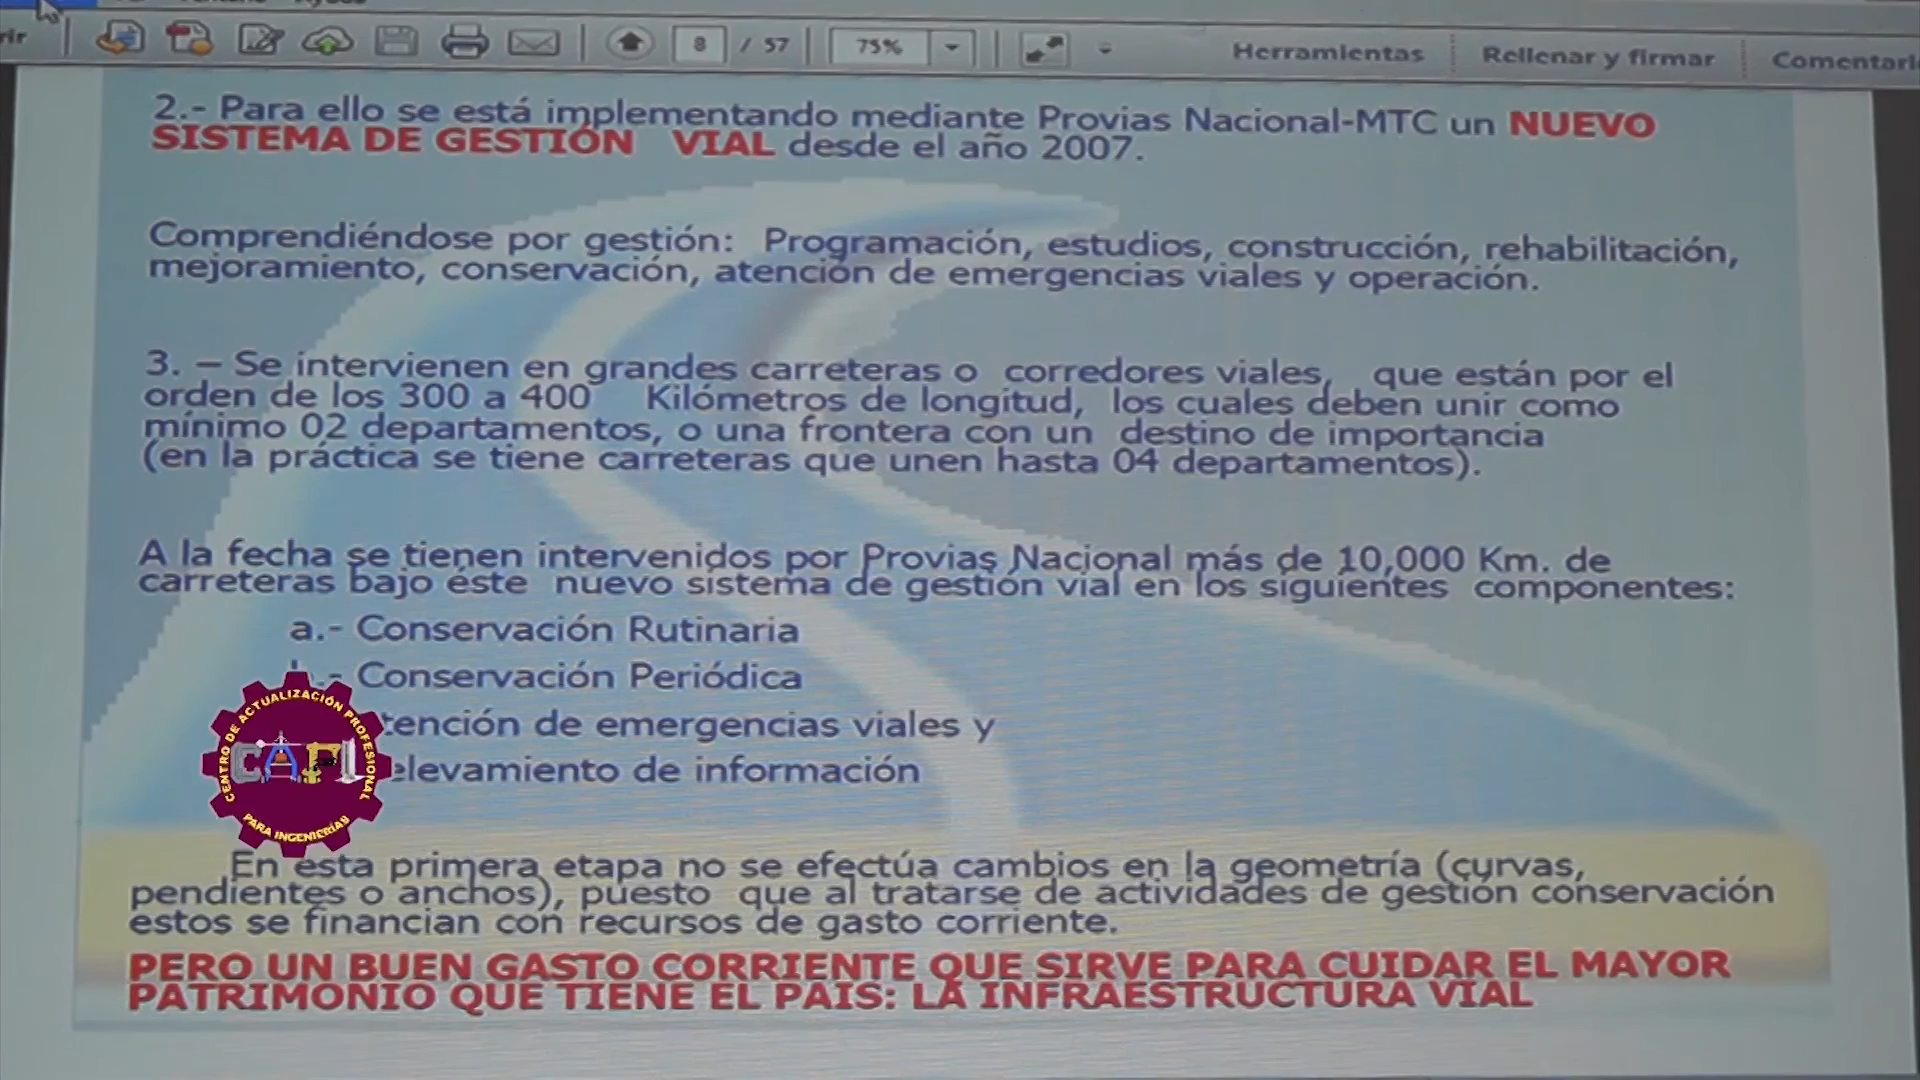 8 / 57 75% Herramientas Rellenar y firmar
2.- Para ello se está implementando mediante Provias Nacional-MTC un NUEVO
SISTEMA DE GESTIÓN VIAL desde el año 2007.
Comprendiéndose por gestión: Programación, estudios, construcción, rehabilitación,
mejoramiento, conservación, atención de emergencias viales y operación.
3. – Se intervienen en grandes carreteras o corredores viales, que están por el
orden de los 300 a 400 Kilómetros de longitud, los cuales deben unir como
mínimo 02 departamentos, o una frontera con un destino de importancia
(en la práctica se tiene carreteras que unen hasta 04 departamentos).
A la fecha se tienen intervenidos por Provias Nacional más de 10,000 Km. de
carreteras bajo éste nuevo sistema de gestión vial en los siguientes componentes:
a.- Conservación Rutinaria
.- Conservación Periódica
tención de emergencias viales y
elevamiento de información
CENTRO DE ACTUALIZACIÓN PROFESIONAL
CAPI
PARA INGENIERÍAS
En esta primera etapa no se efectúa cambios en la geometría (curvas,
pendientes o anchos), puesto que al tratarse de actividades de gestión conservación
estos se financian con recursos de gasto corriente.
PERO UN BUEN GASTO CORRIENTE QUE SIRVE PARA CUIDAR EL MAYOR
PATRIMONIO QUE TIENE EL PAIS: LA INFRAESTRUCTURA VIAL